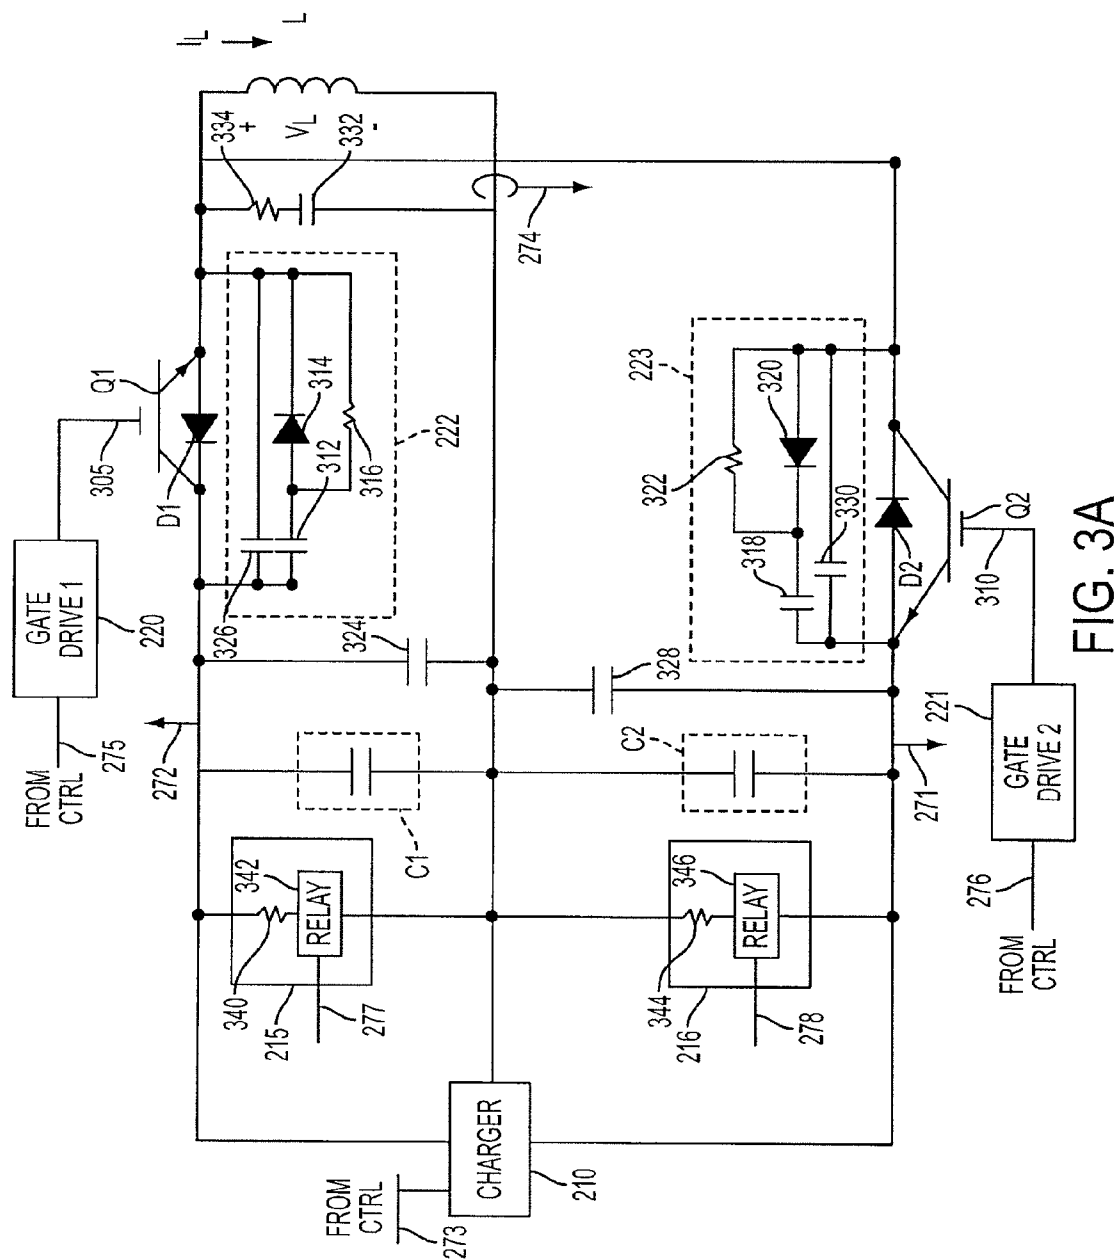 FROM
CTRL
275
GATE
DRIVE 1
220
305
Q1
D1
272
IL
L
334
+
VL
-
332
326
312
314
316
222
324
274
C1
342
RELAY
340
215
277
FROM
CTRL
273
CHARGER
210
328
C2
346
RELAY
344
216
278
223
322
320
318
330
D2
Q2
310
271
221
GATE
DRIVE 2
276
FROM
CTRL
FIG. 3A